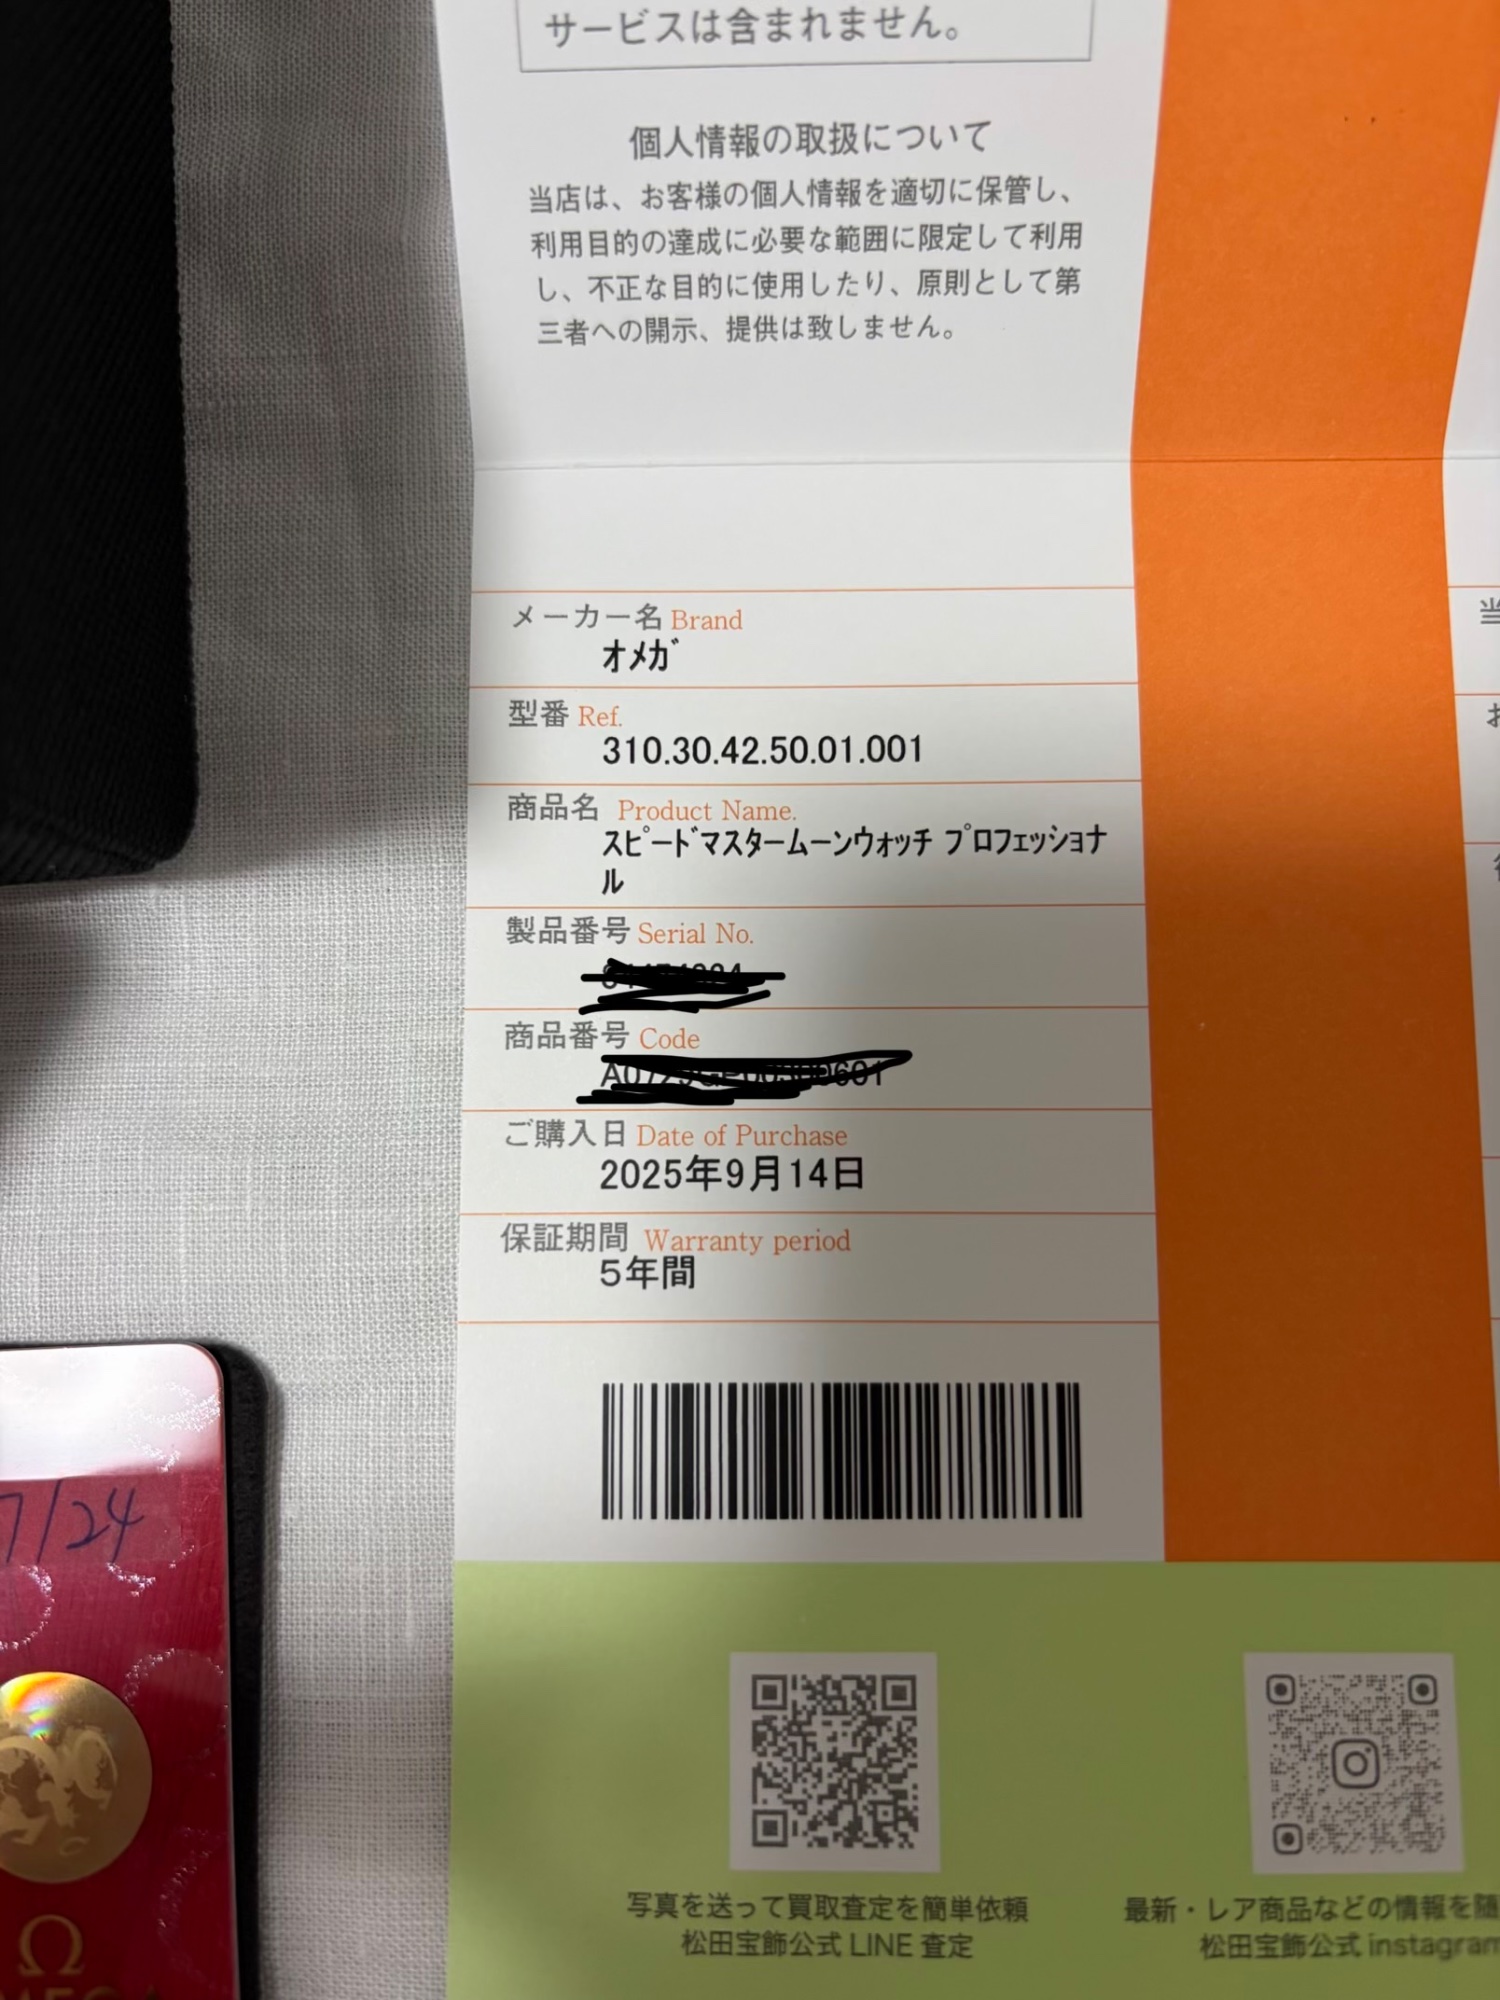 サービスは含まれません。
個人情報の取扱について
当店は、お客様の個人情報を適切に保管し、
利用目的の達成に必要な範囲に限定して利用
し、不正な目的に使用したり、原則として第
三者への開示、提供は致しません。
メーカー名 Brand
オメガ
型番 Ref.
310.30.42.50.01.001
商品名 Product Name.
スピードマスタームーンウォッチ プロフェッショナ
ル
製品番号 Serial No.
商品番号 Code
ご購入日 Date of Purchase
2025年9月14日
保証期間 Warranty period
5年間
7/24
Ω
写真を送って買取査定を簡単依頼
松田宝飾公式 LINE 査定
最新・レア商品などの情報を随
松田宝飾公式 instagram